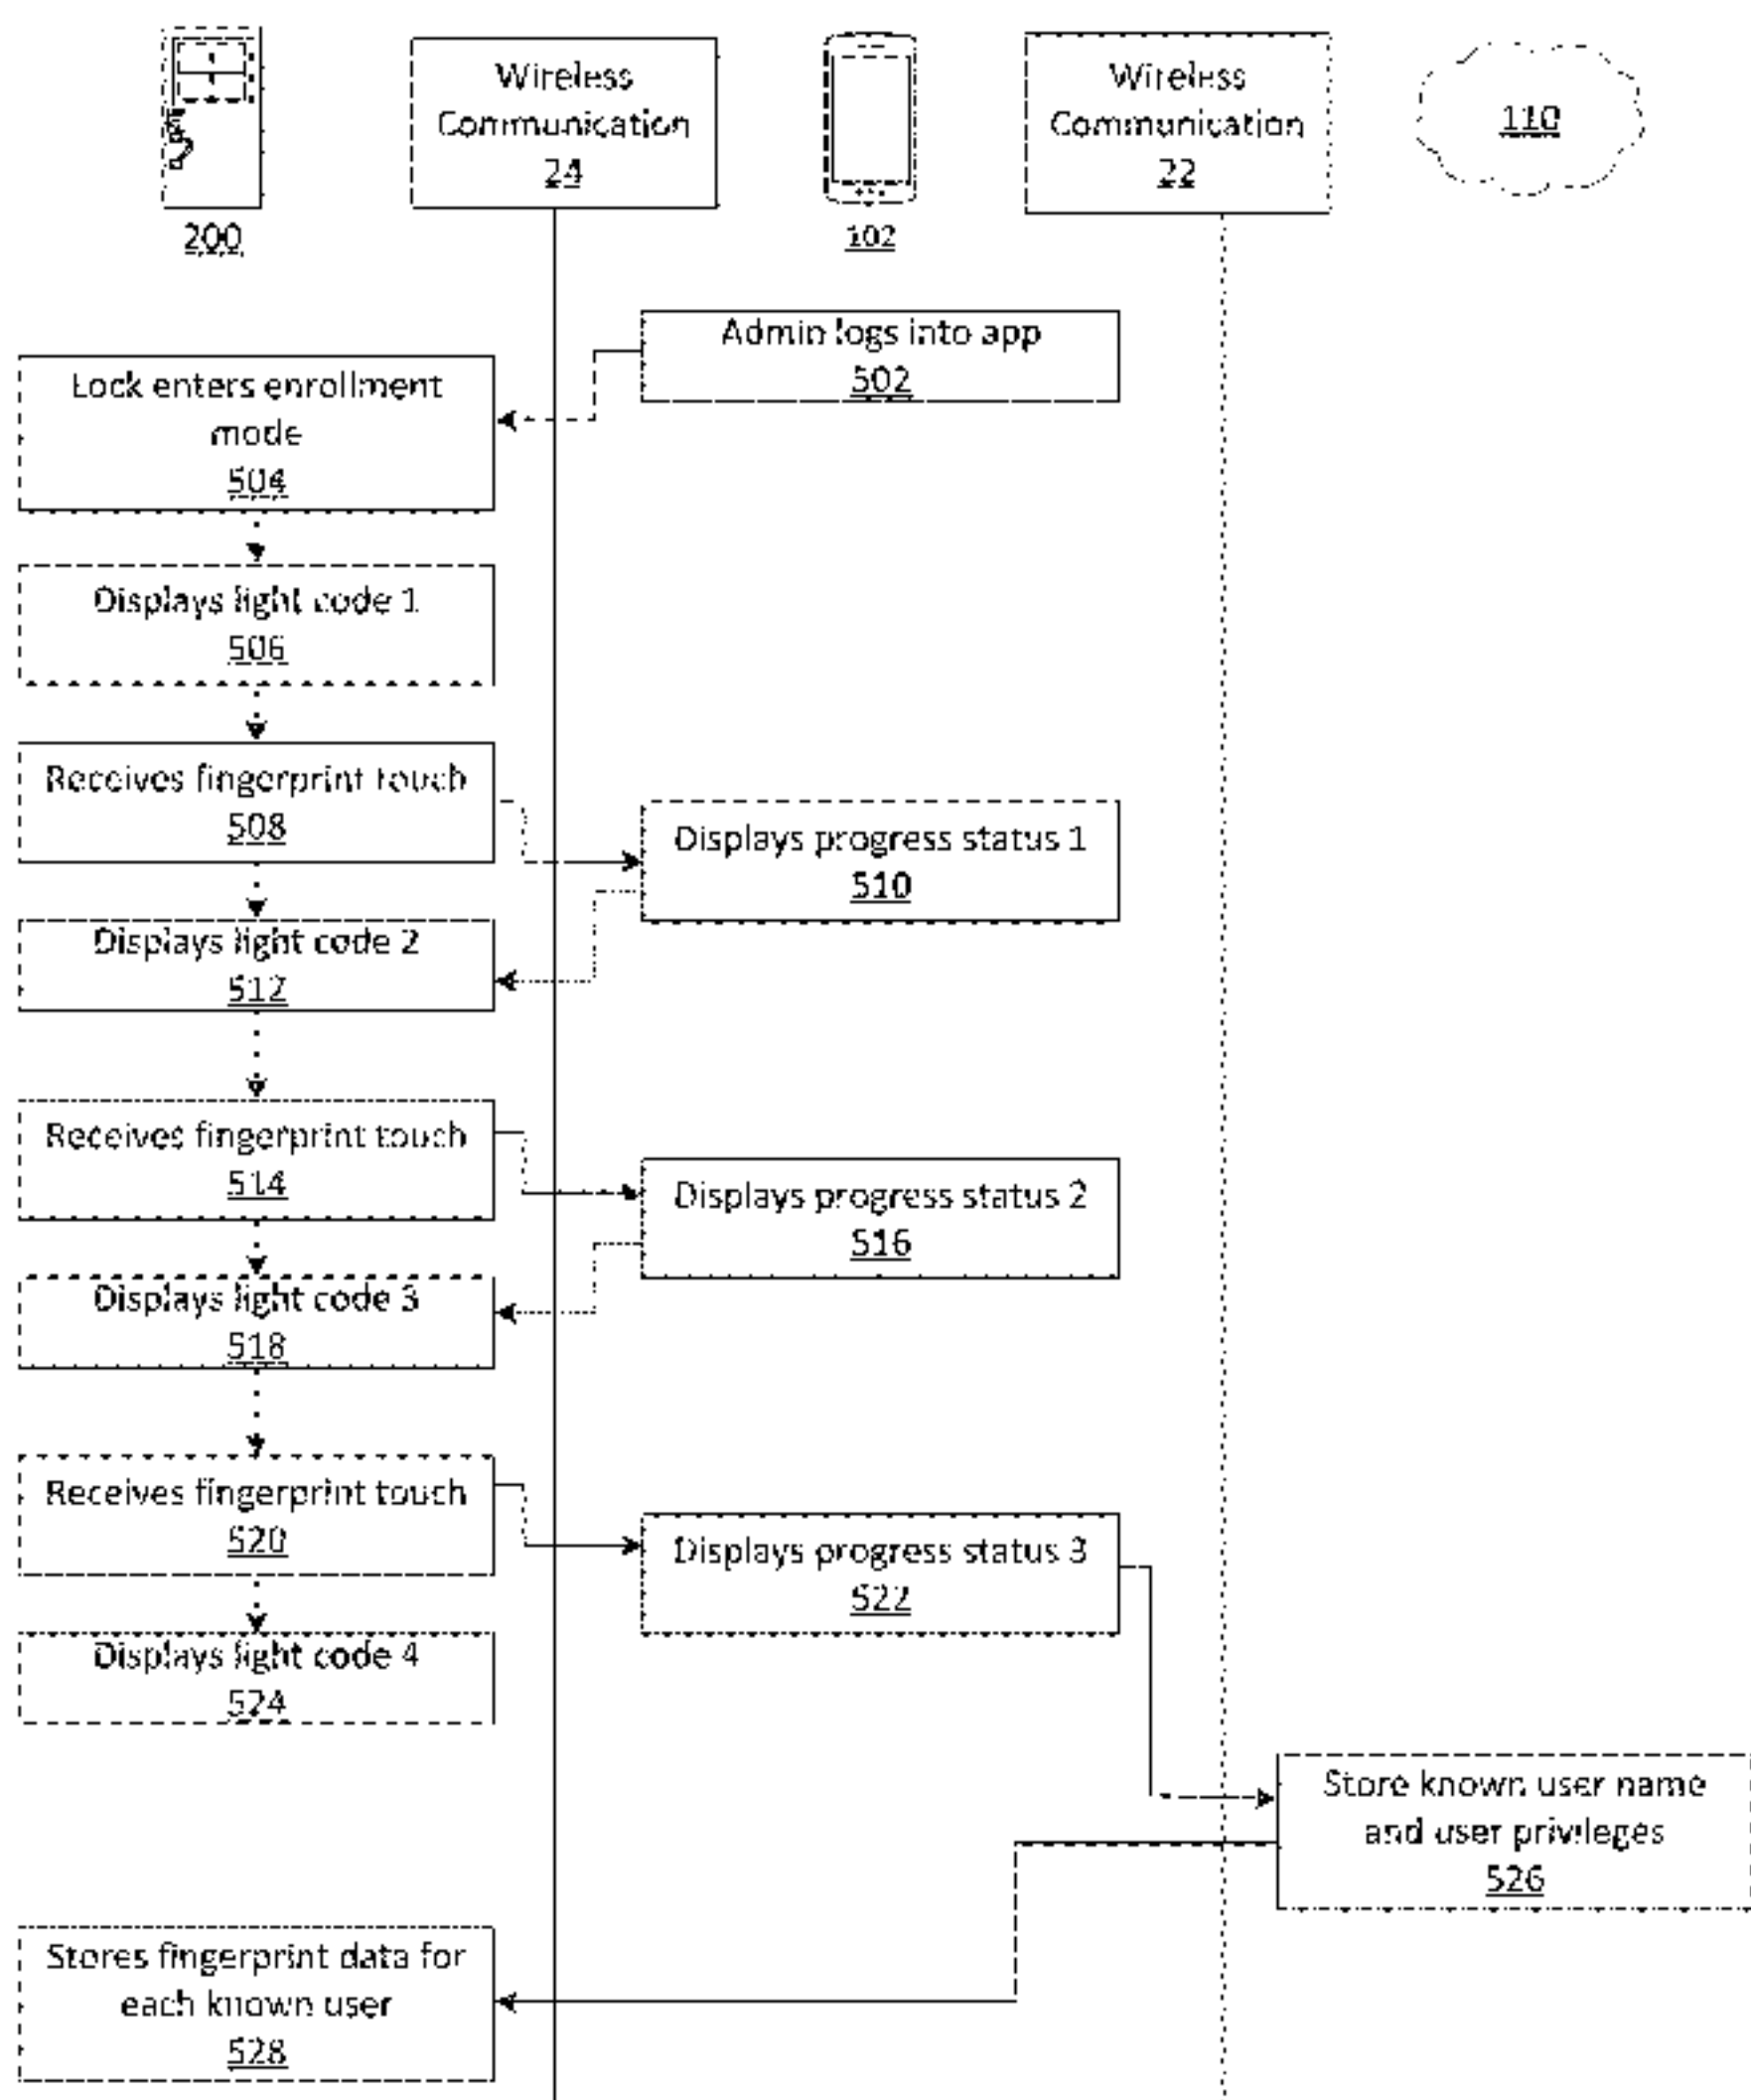 Wireless
Communication
24
Wireless
Communication
22
110
200
102
Admin logs into app
502
Lock enters enrollment
mode
504
Displays light code 1
506
Receives fingerprint touch
508
Displays progress status 1
510
Displays light code 2
512
Receives fingerprint touch
514
Displays progress status 2
516
Displays light code 3
518
Receives fingerprint touch
520
Displays progress status 3
522
Displays light code 4
524
Store known user name
and user privileges
526
Stores fingerprint data for
each known user
528